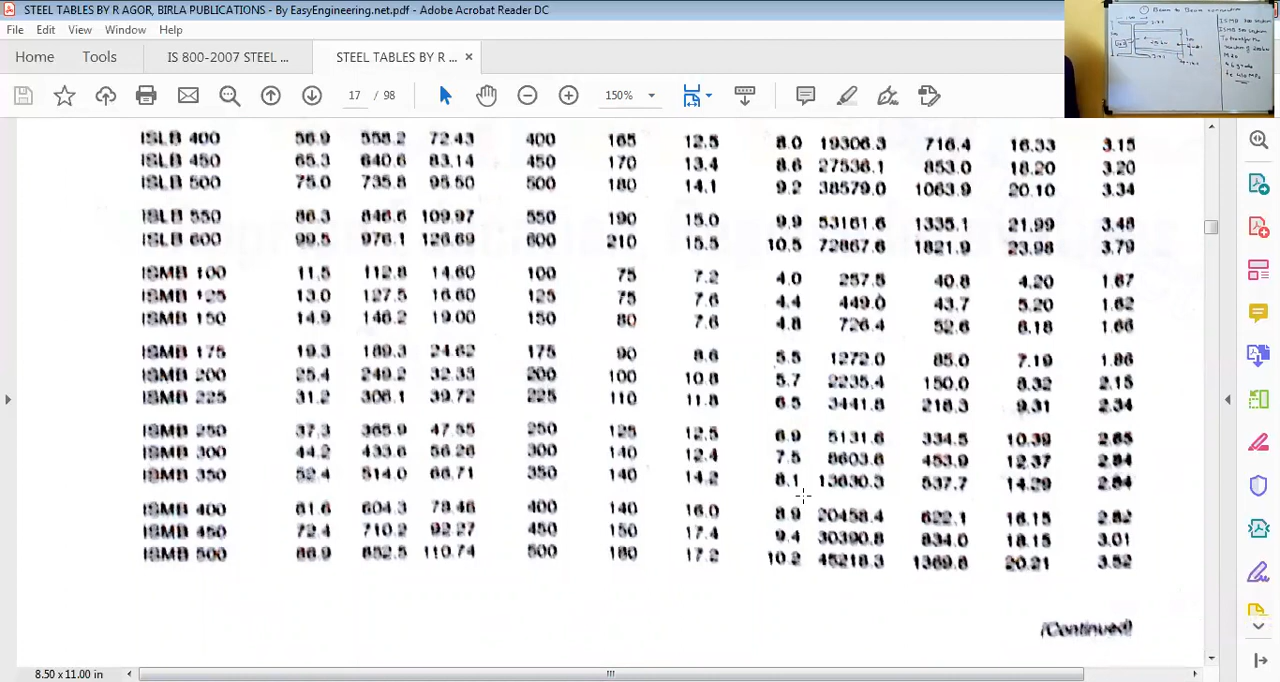 STEEL TABLES BY R AGOR, BIRLA PUBLICATIONS - By EasyEngineering.net.pdf - Adobe Acrobat Reader DC
File Edit View Window Help
Home Tools IS 800-2007 STEEL ... STEEL TABLES BY R ... ×
17 / 98 150%
ISLB 400 56.9 558.2 72.43 400 165 12.5 8.0 19306.3 716.4 16.33 3.15
ISLB 450 65.3 640.6 83.14 450 170 13.4 8.6 27536.1 853.0 18.20 3.20
ISLB 500 75.0 735.8 95.50 500 180 14.1 9.2 38579.0 1063.9 20.10 3.34
ISLB 550 86.3 846.6 109.97 550 190 15.0 9.9 53161.6 1335.1 21.99 3.48
ISLB 600 99.5 976.1 126.69 600 210 15.5 10.5 72867.6 1821.9 23.98 3.79
ISMB 100 11.5 112.8 14.60 100 75 7.2 4.0 257.5 40.8 4.20 1.67
ISMB 125 13.0 127.5 16.60 125 75 7.6 4.4 449.0 43.7 5.20 1.62
ISMB 150 14.9 146.2 19.00 150 80 7.6 4.8 726.4 52.6 6.18 1.66
ISMB 175 19.3 189.3 24.62 175 90 8.6 5.5 1272.0 85.0 7.19 1.86
ISMB 200 25.4 249.2 32.33 200 100 10.8 5.7 2235.4 150.0 8.32 2.15
ISMB 225 31.2 306.1 39.72 225 110 11.8 6.5 3441.8 218.3 9.31 2.34
ISMB 250 37.3 365.9 47.55 250 125 12.5 6.9 5131.6 334.5 10.39 2.65
ISMB 300 44.2 433.6 56.26 300 140 12.4 7.5 8603.6 453.9 12.37 2.84
ISMB 350 52.4 514.0 66.71 350 140 14.2 8.1 13630.3 537.7 14.29 2.84
ISMB 400 61.6 604.3 78.46 400 140 16.0 8.9 20458.4 622.1 16.15 2.82
ISMB 450 72.4 710.2 92.27 450 150 17.4 9.4 30390.8 834.0 18.15 3.01
ISMB 500 86.9 852.5 110.74 500 180 17.2 10.2 45218.3 1369.8 20.21 3.52
(Continued)
8.50 x 11.00 in